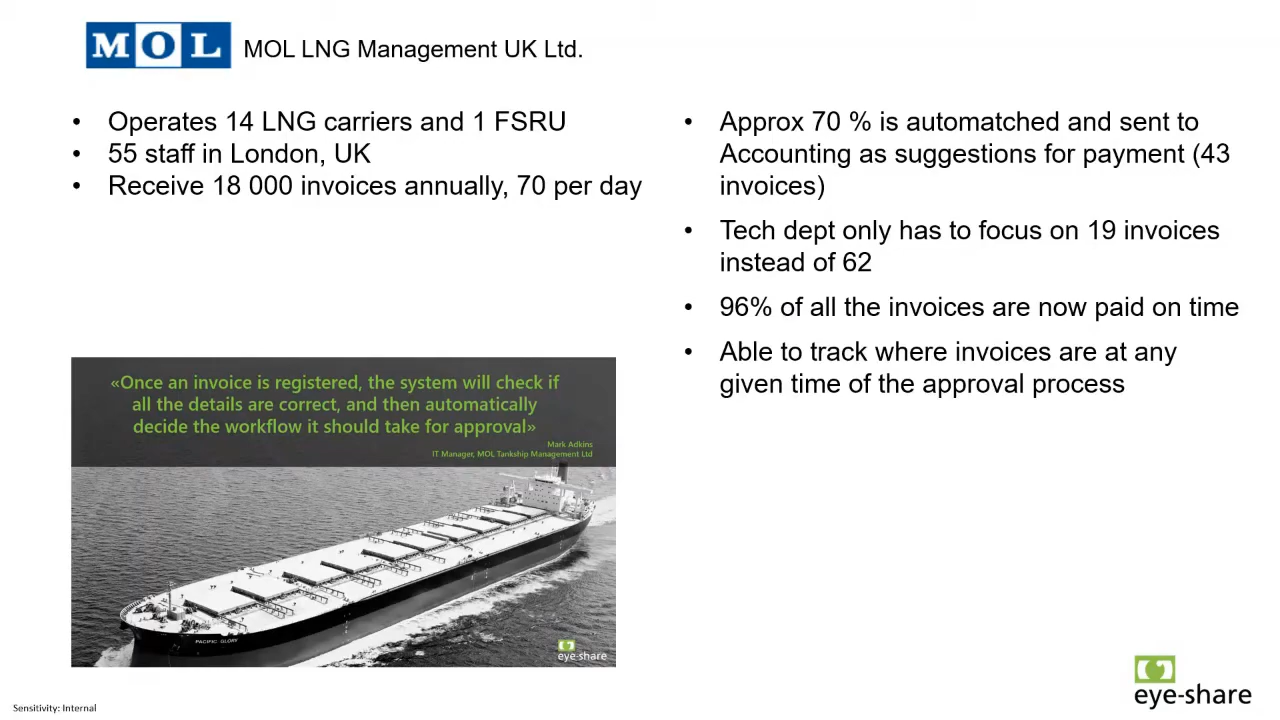 MOL MOL LNG Management UK Ltd.
• Operates 14 LNG carriers and 1 FSRU
• 55 staff in London, UK
• Receive 18 000 invoices annually, 70 per day
• Approx 70 % is automatched and sent to
Accounting as suggestions for payment (43
invoices)
• Tech dept only has to focus on 19 invoices
instead of 62
• 96% of all the invoices are now paid on time
• Able to track where invoices are at any
given time of the approval process
«Once an invoice is registered, the system will check if
all the details are correct, and then automatically
decide the workflow it should take for approval»
Mark Adkins
IT Manager, MOL Tankship Management Ltd
PACIFIC GLORY
eye-share
eye-share
Sensitivity: Internal